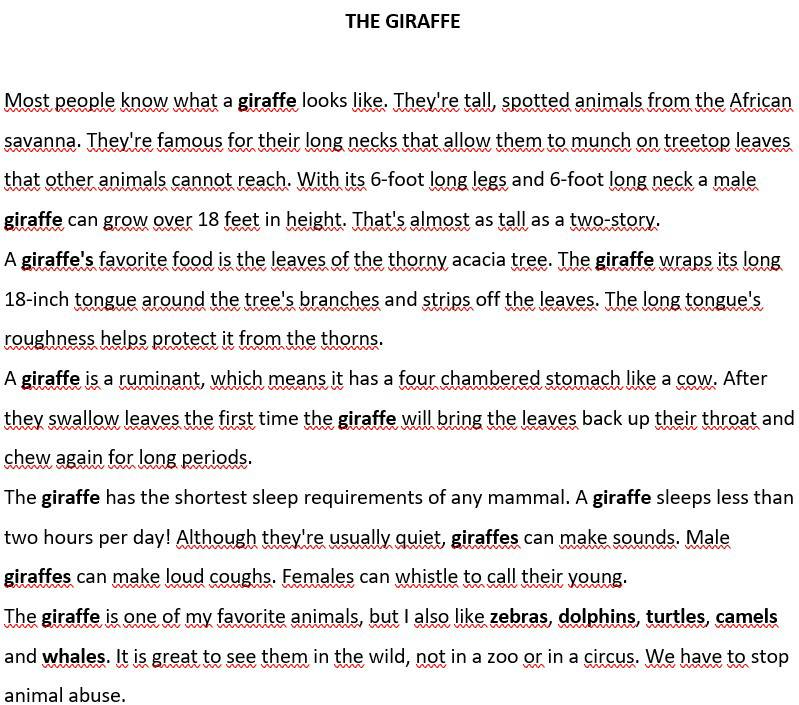 THE GIRAFFE
Most people know what a giraffe looks like. They're tall, spotted animals from the African
savanna. They're famous for their long necks that allow them to munch on treetop leaves
that other animals cannot reach. With its 6-foot long legs and 6-foot long neck a male
giraffe can grow over 18 feet in height. That's almost as tall as a two-story.
A giraffe's favorite food is the leaves of the thorny acacia tree. The giraffe wraps its long
18-inch tongue around the tree's branches and strips off the leaves. The long tongue's
roughness helps protect it from the thorns.
A giraffe is a ruminant, which means it has a four chambered stomach like a cow. After
they swallow leaves the first time the giraffe will bring the leaves back up their throat and
chew again for long periods.
The giraffe has the shortest sleep requirements of any mammal. A giraffe sleeps less than
two hours per day! Although they're usually quiet, giraffes can make sounds. Male
giraffes can make loud coughs. Females can whistle to call their young.
The giraffe is one of my favorite animals, but I also like zebras, dolphins, turtles, camels
and whales. It is great to see them in the wild, not in a zoo or in a circus. We have to stop
animal abuse.